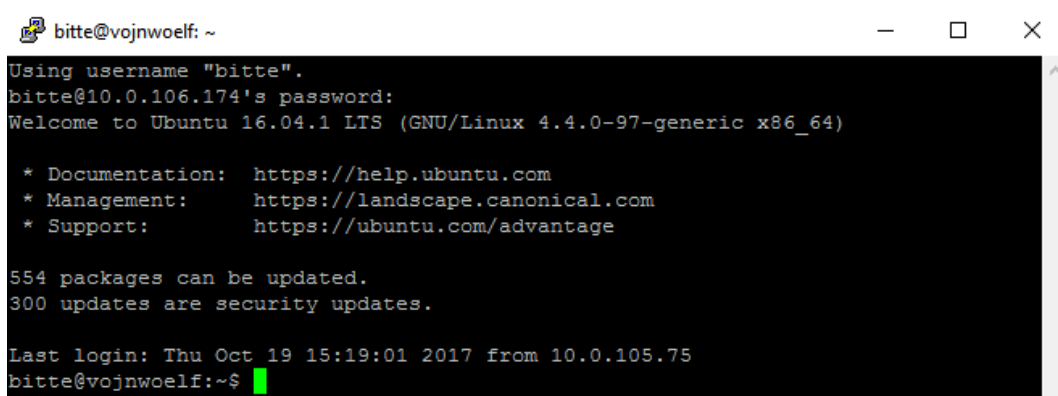 bitte@vojnwoelf: ~
Using username "bitte".
bitte@10.0.106.174's password:
Welcome to Ubuntu 16.04.1 LTS (GNU/Linux 4.4.0-97-generic x86_64)
* Documentation:  https://help.ubuntu.com
* Management:     https://landscape.canonical.com
* Support:        https://ubuntu.com/advantage
554 packages can be updated.
300 updates are security updates.
Last login: Thu Oct 19 15:19:01 2017 from 10.0.105.75
bitte@vojnwoelf:~$